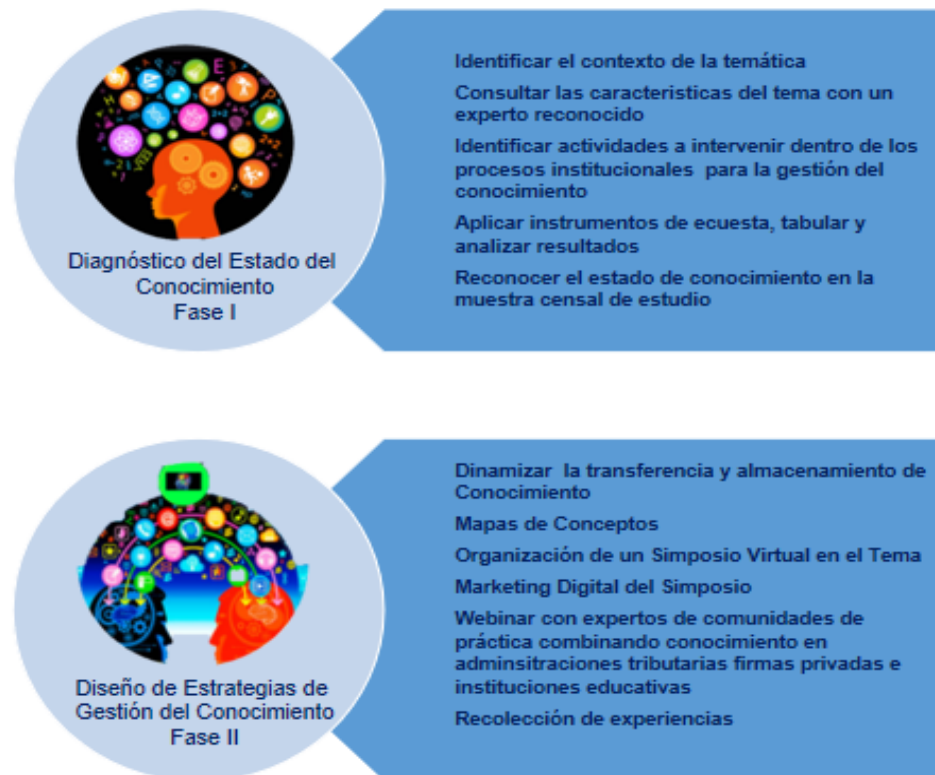 Diagnóstico del Estado del
Conocimiento
Fase I
Identificar el contexto de la temática
Consultar las caracteristicas del tema con un
experto reconocido
Identificar actividades a intervenir dentro de los
procesos institucionales para la gestión del
conocimiento
Aplicar instrumentos de ecuesta, tabular y
analizar resultados
Reconocer el estado de conocimiento en la
muestra censal de estudio
Diseño de Estrategias de
Gestión del Conocimiento
Fase II
Dinamizar la transferencia y almacenamiento de
Conocimiento
Mapas de Conceptos
Organización de un Simposio Virtual en el Tema
Marketing Digital del Simposio
Webinar con expertos de comunidades de
práctica combinando conocimiento en
adminsitraciones tributarias firmas privadas e
instituciones educativas
Recolección de experiencias